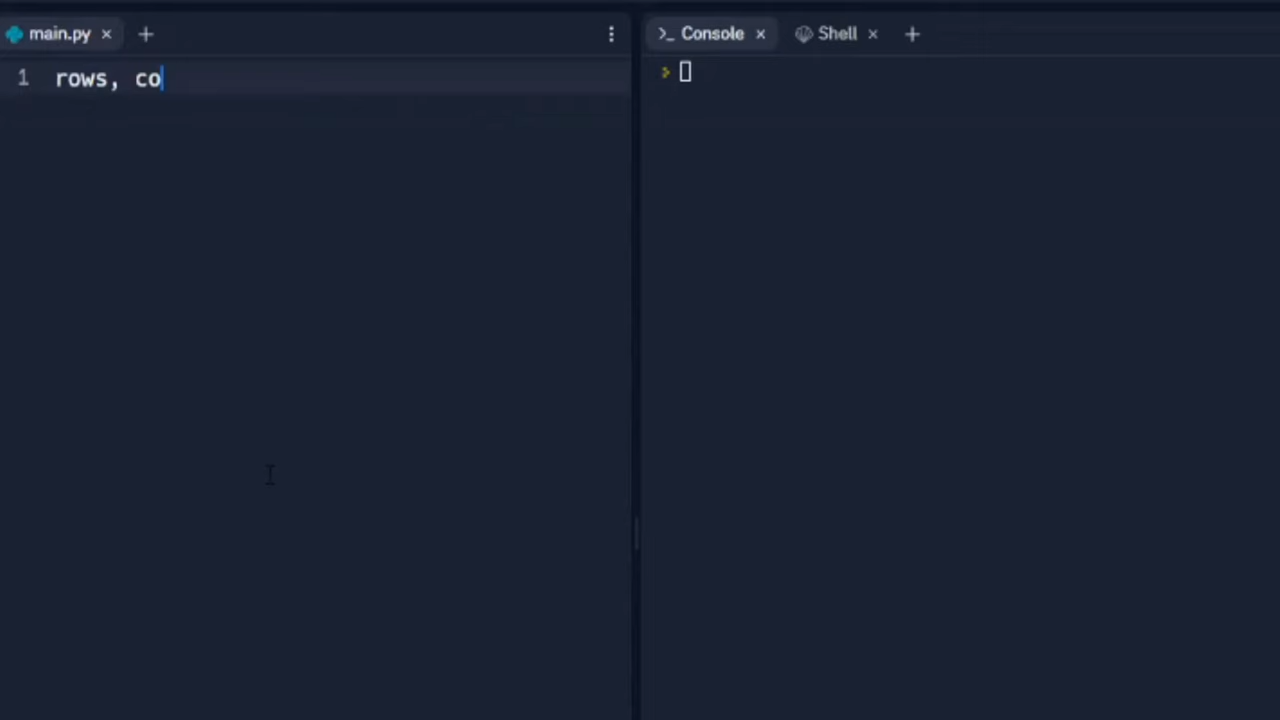 main.py × +
1 rows, co
>_ Console × Shell × +